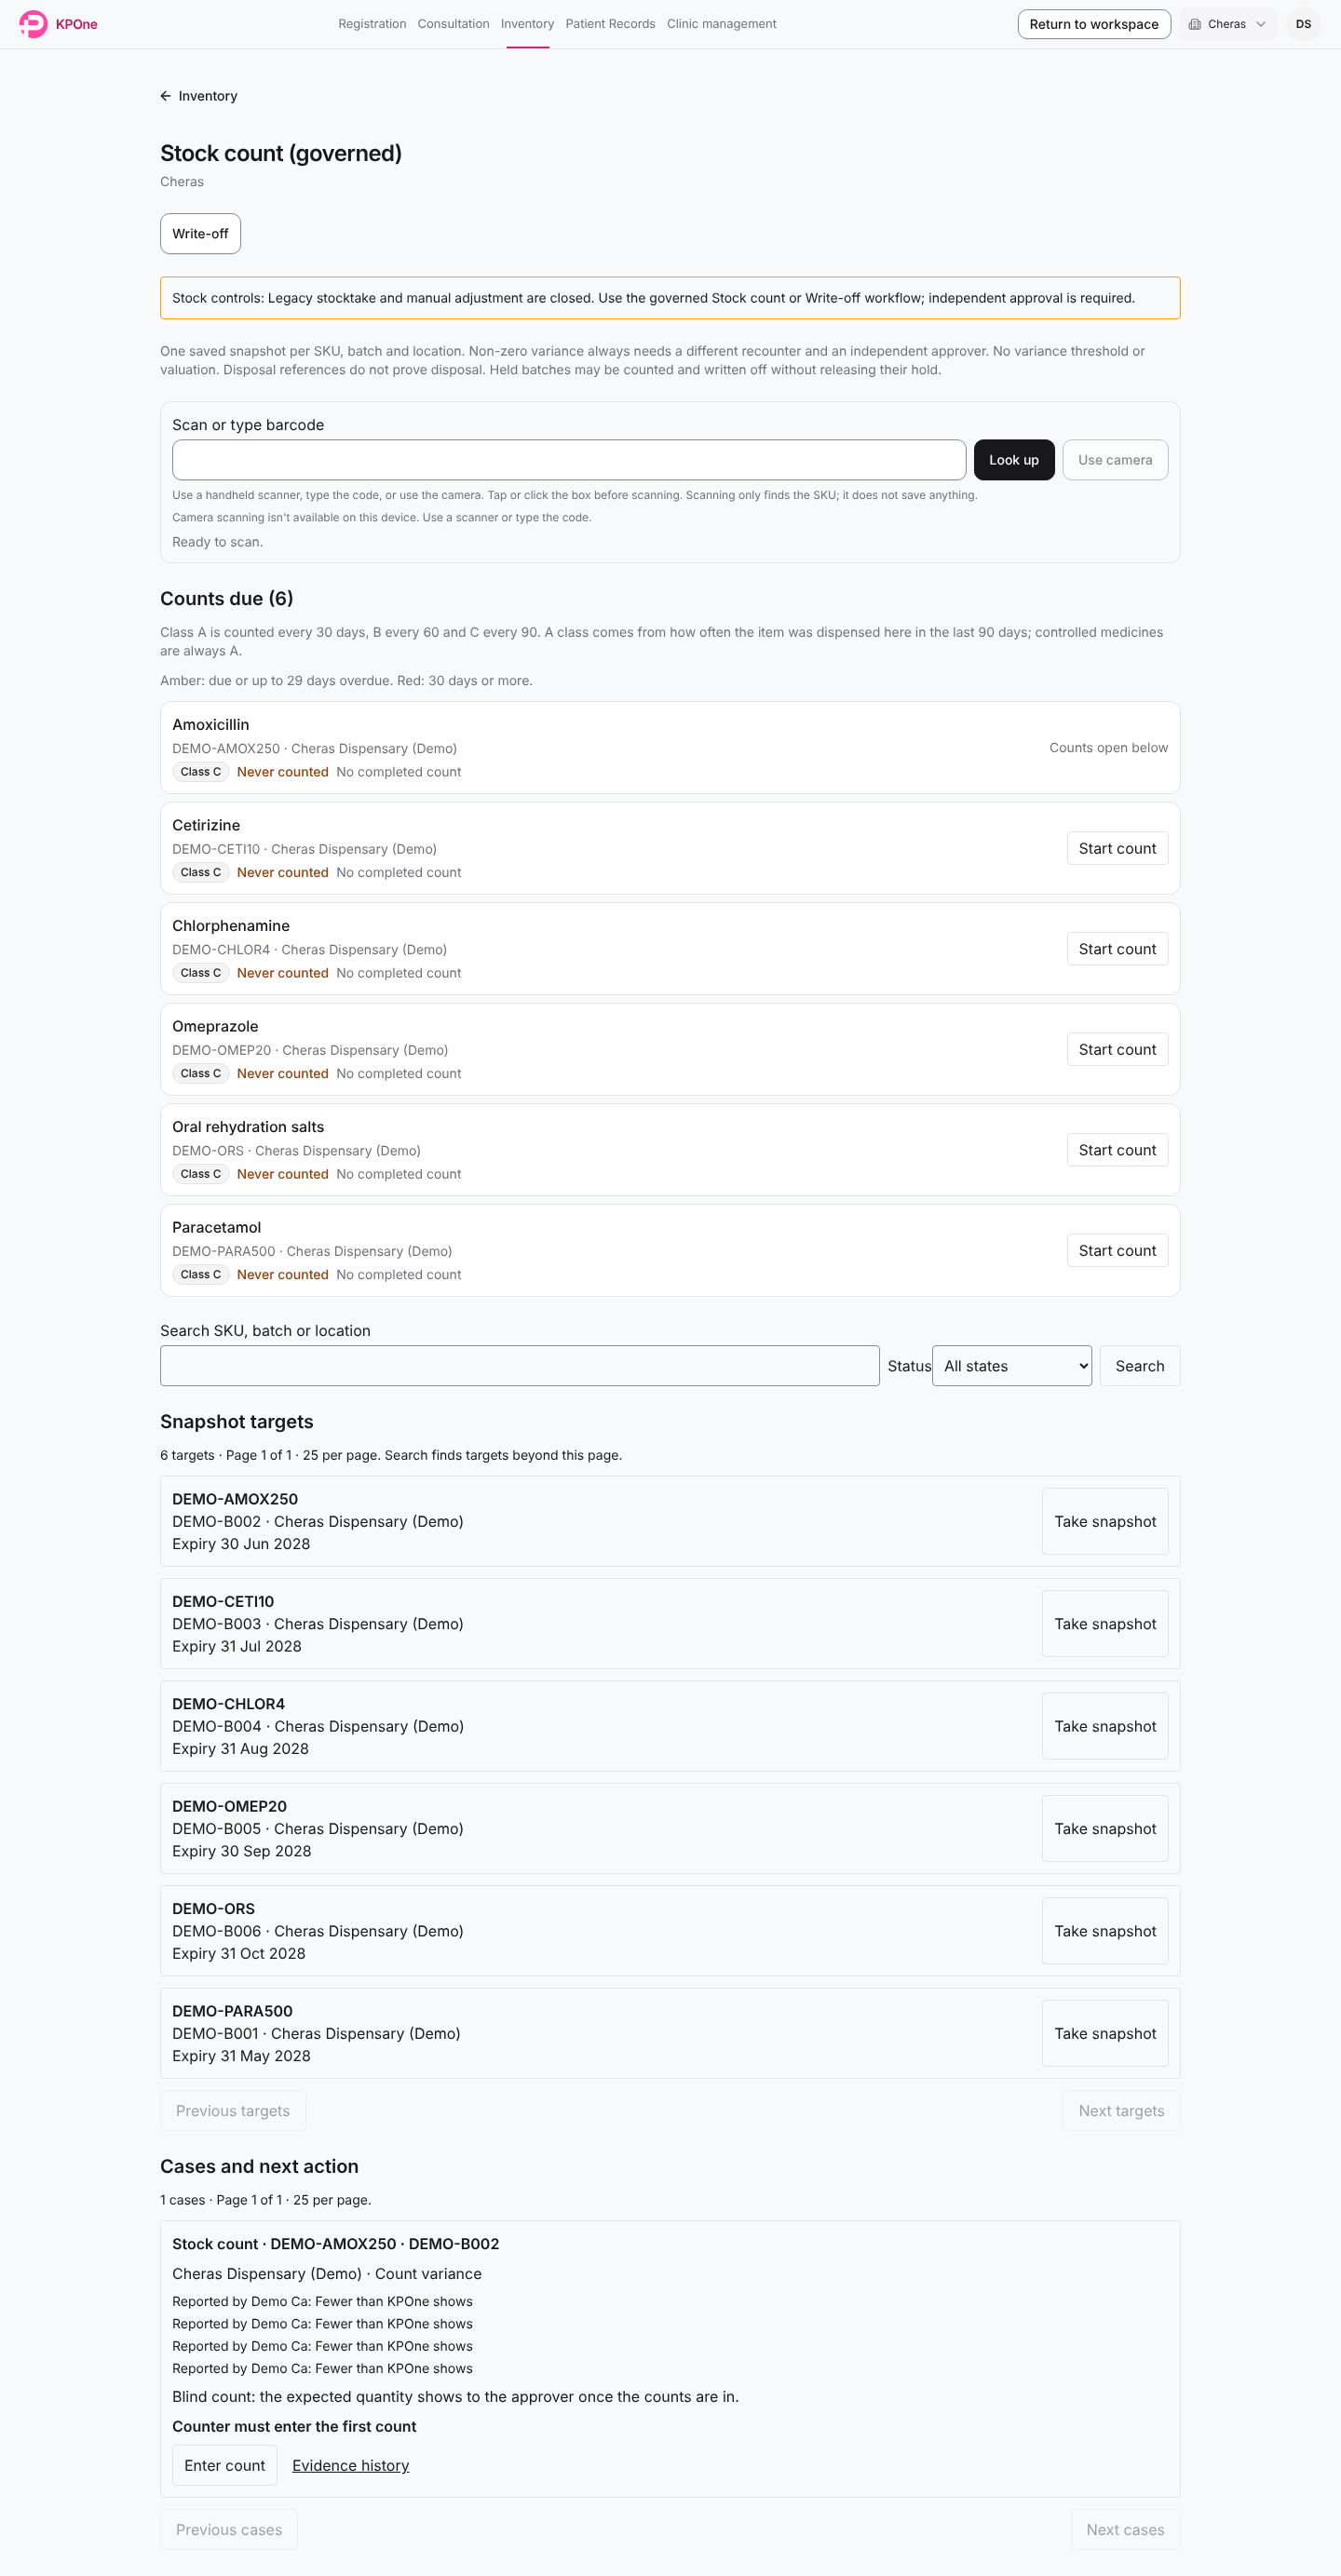 KPOne
Registration Consultation Inventory Patient Records Clinic management
Return to workspace
Cheras
DS
Inventory
Stock count (governed)
Cheras
Write-off
Stock controls: Legacy stocktake and manual adjustment are closed. Use the governed Stock count or Write-off workflow; independent approval is required.
One saved snapshot per SKU, batch and location. Non-zero variance always needs a different recounter and an independent approver. No variance threshold or
valuation. Disposal references do not prove disposal. Held batches may be counted and written off without releasing their hold.
Scan or type barcode
Look up
Use camera
Use a handheld scanner, type the code, or use the camera. Tap or click the box before scanning. Scanning only finds the SKU; it does not save anything.
Camera scanning isn't available on this device. Use a scanner or type the code.
Ready to scan.
Counts due (6)
Class A is counted every 30 days, B every 60 and C every 90. A class comes from how often the item was dispensed here in the last 90 days; controlled medicines
are always A.
Amber: due or up to 29 days overdue. Red: 30 days or more.
Amoxicillin
DEMO-AMOX250 · Cheras Dispensary (Demo)
Class C Never counted No completed count
Counts open below
Cetirizine
DEMO-CETI10 · Cheras Dispensary (Demo)
Class C Never counted No completed count
Start count
Chlorphenamine
DEMO-CHLOR4 · Cheras Dispensary (Demo)
Class C Never counted No completed count
Start count
Omeprazole
DEMO-OMEP20 · Cheras Dispensary (Demo)
Class C Never counted No completed count
Start count
Oral rehydration salts
DEMO-ORS · Cheras Dispensary (Demo)
Class C Never counted No completed count
Start count
Paracetamol
DEMO-PARA500 · Cheras Dispensary (Demo)
Class C Never counted No completed count
Start count
Search SKU, batch or location
Status All states Search
Snapshot targets
6 targets · Page 1 of 1 · 25 per page. Search finds targets beyond this page.
DEMO-AMOX250
DEMO-B002 · Cheras Dispensary (Demo)
Expiry 30 Jun 2028
Take snapshot
DEMO-CETI10
DEMO-B003 · Cheras Dispensary (Demo)
Expiry 31 Jul 2028
Take snapshot
DEMO-CHLOR4
DEMO-B004 · Cheras Dispensary (Demo)
Expiry 31 Aug 2028
Take snapshot
DEMO-OMEP20
DEMO-B005 · Cheras Dispensary (Demo)
Expiry 30 Sep 2028
Take snapshot
DEMO-ORS
DEMO-B006 · Cheras Dispensary (Demo)
Expiry 31 Oct 2028
Take snapshot
DEMO-PARA500
DEMO-B001 · Cheras Dispensary (Demo)
Expiry 31 May 2028
Take snapshot
Previous targets
Next targets
Cases and next action
1 cases · Page 1 of 1 · 25 per page.
Stock count · DEMO-AMOX250 · DEMO-B002
Cheras Dispensary (Demo) · Count variance
Reported by Demo Ca: Fewer than KPOne shows
Reported by Demo Ca: Fewer than KPOne shows
Reported by Demo Ca: Fewer than KPOne shows
Reported by Demo Ca: Fewer than KPOne shows
Blind count: the expected quantity shows to the approver once the counts are in.
Counter must enter the first count
Enter count
Evidence history
Previous cases
Next cases